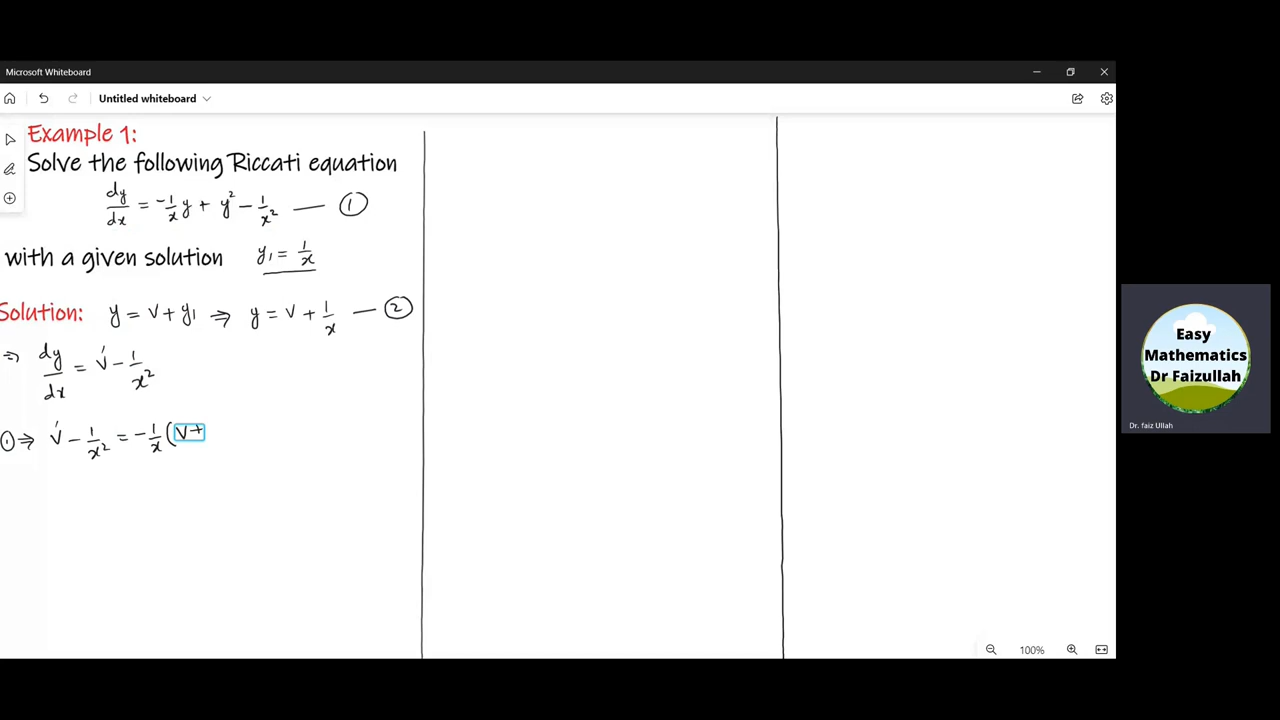 Microsoft Whiteboard
Untitled whiteboard
Example 1:
Solve the following Riccati equation
dy/dx = -1/x y + y² - 1/x² — ①
with a given solution y₁ = 1/x
Solution: y = v + y₁ ⇒ y = v + 1/x — ②
⇒ dy/dx = v' - 1/x²
① ⇒ v' - 1/x² = -1/x (v+
Easy
Mathematics
Dr Faizullah
Dr. faiz Ullah
100%